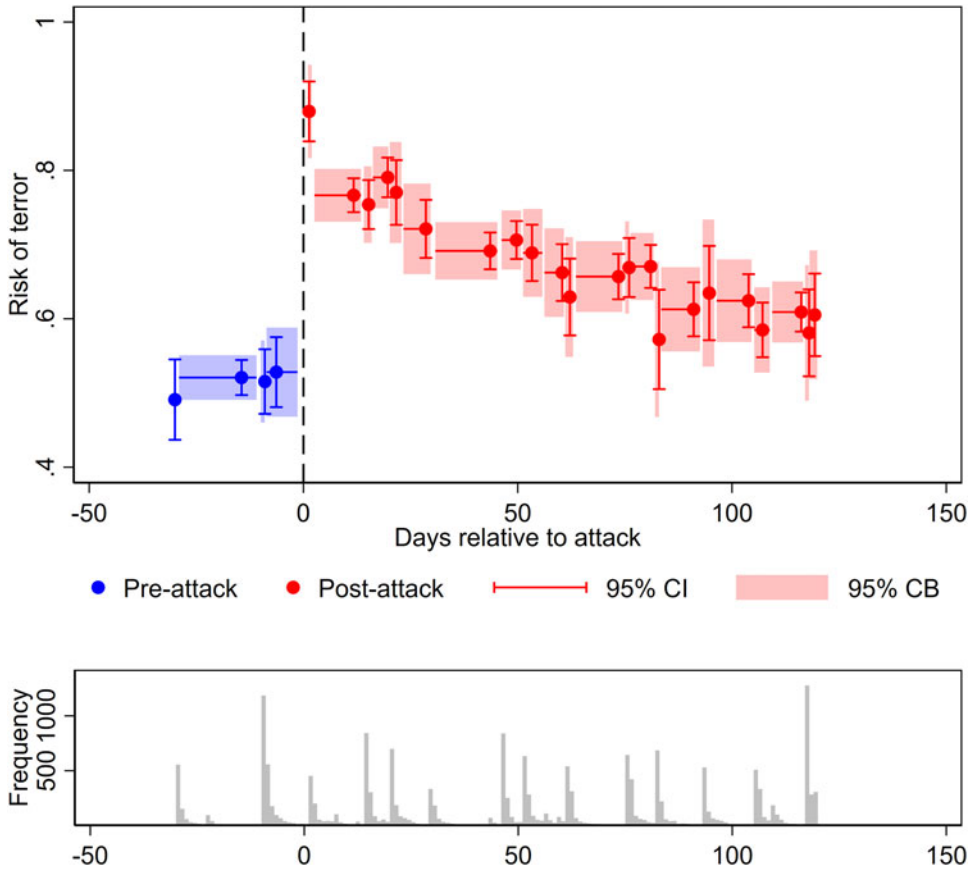 1
.8
.6
.4
Risk of terror
-50 0 50 100 150
Days relative to attack
Pre-attack Post-attack 95% CI 95% CB
1000
500
Frequency
-50 0 50 100 150